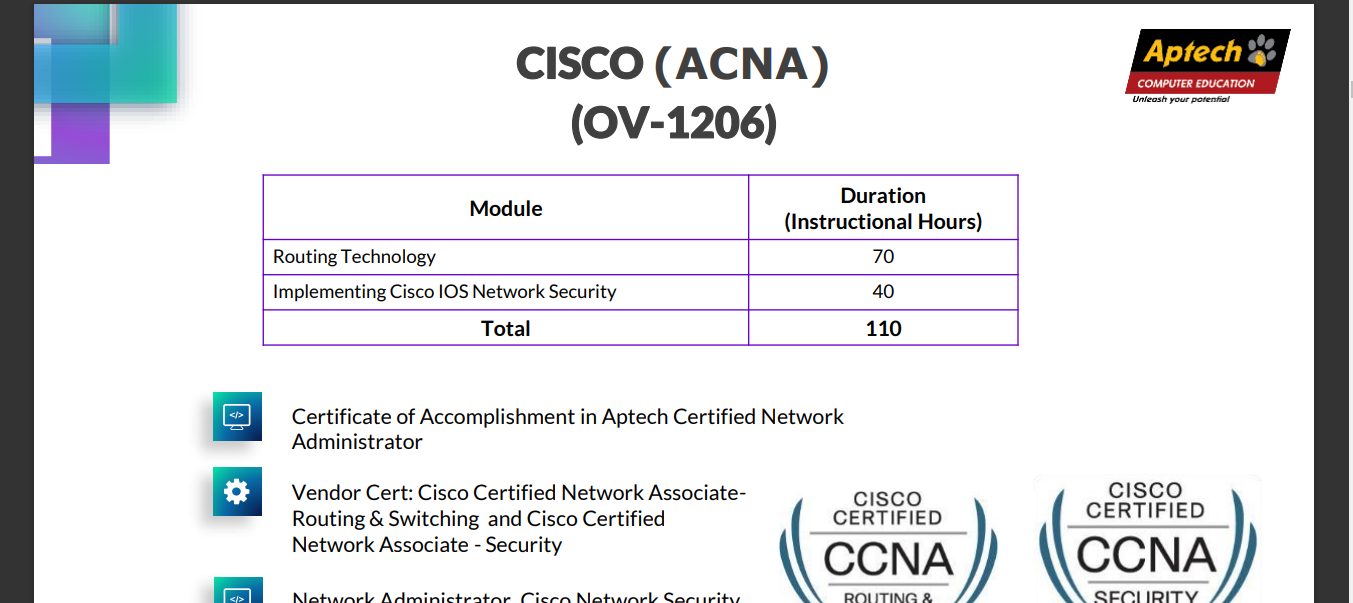 CISCO (ACNA)
(OV-1206)
Aptech
COMPUTER EDUCATION
Unleash your potential
Module
Duration
(Instructional Hours)
Routing Technology
70
Implementing Cisco IOS Network Security
40
Total
110
Certificate of Accomplishment in Aptech Certified Network
Administrator
Vendor Cert: Cisco Certified Network Associate-
Routing & Switching and Cisco Certified
Network Associate - Security
Network Administrator, Cisco Network Security
CISCO
CERTIFIED
CCNA
ROUTING &
CISCO
CERTIFIED
CCNA
SECURITY